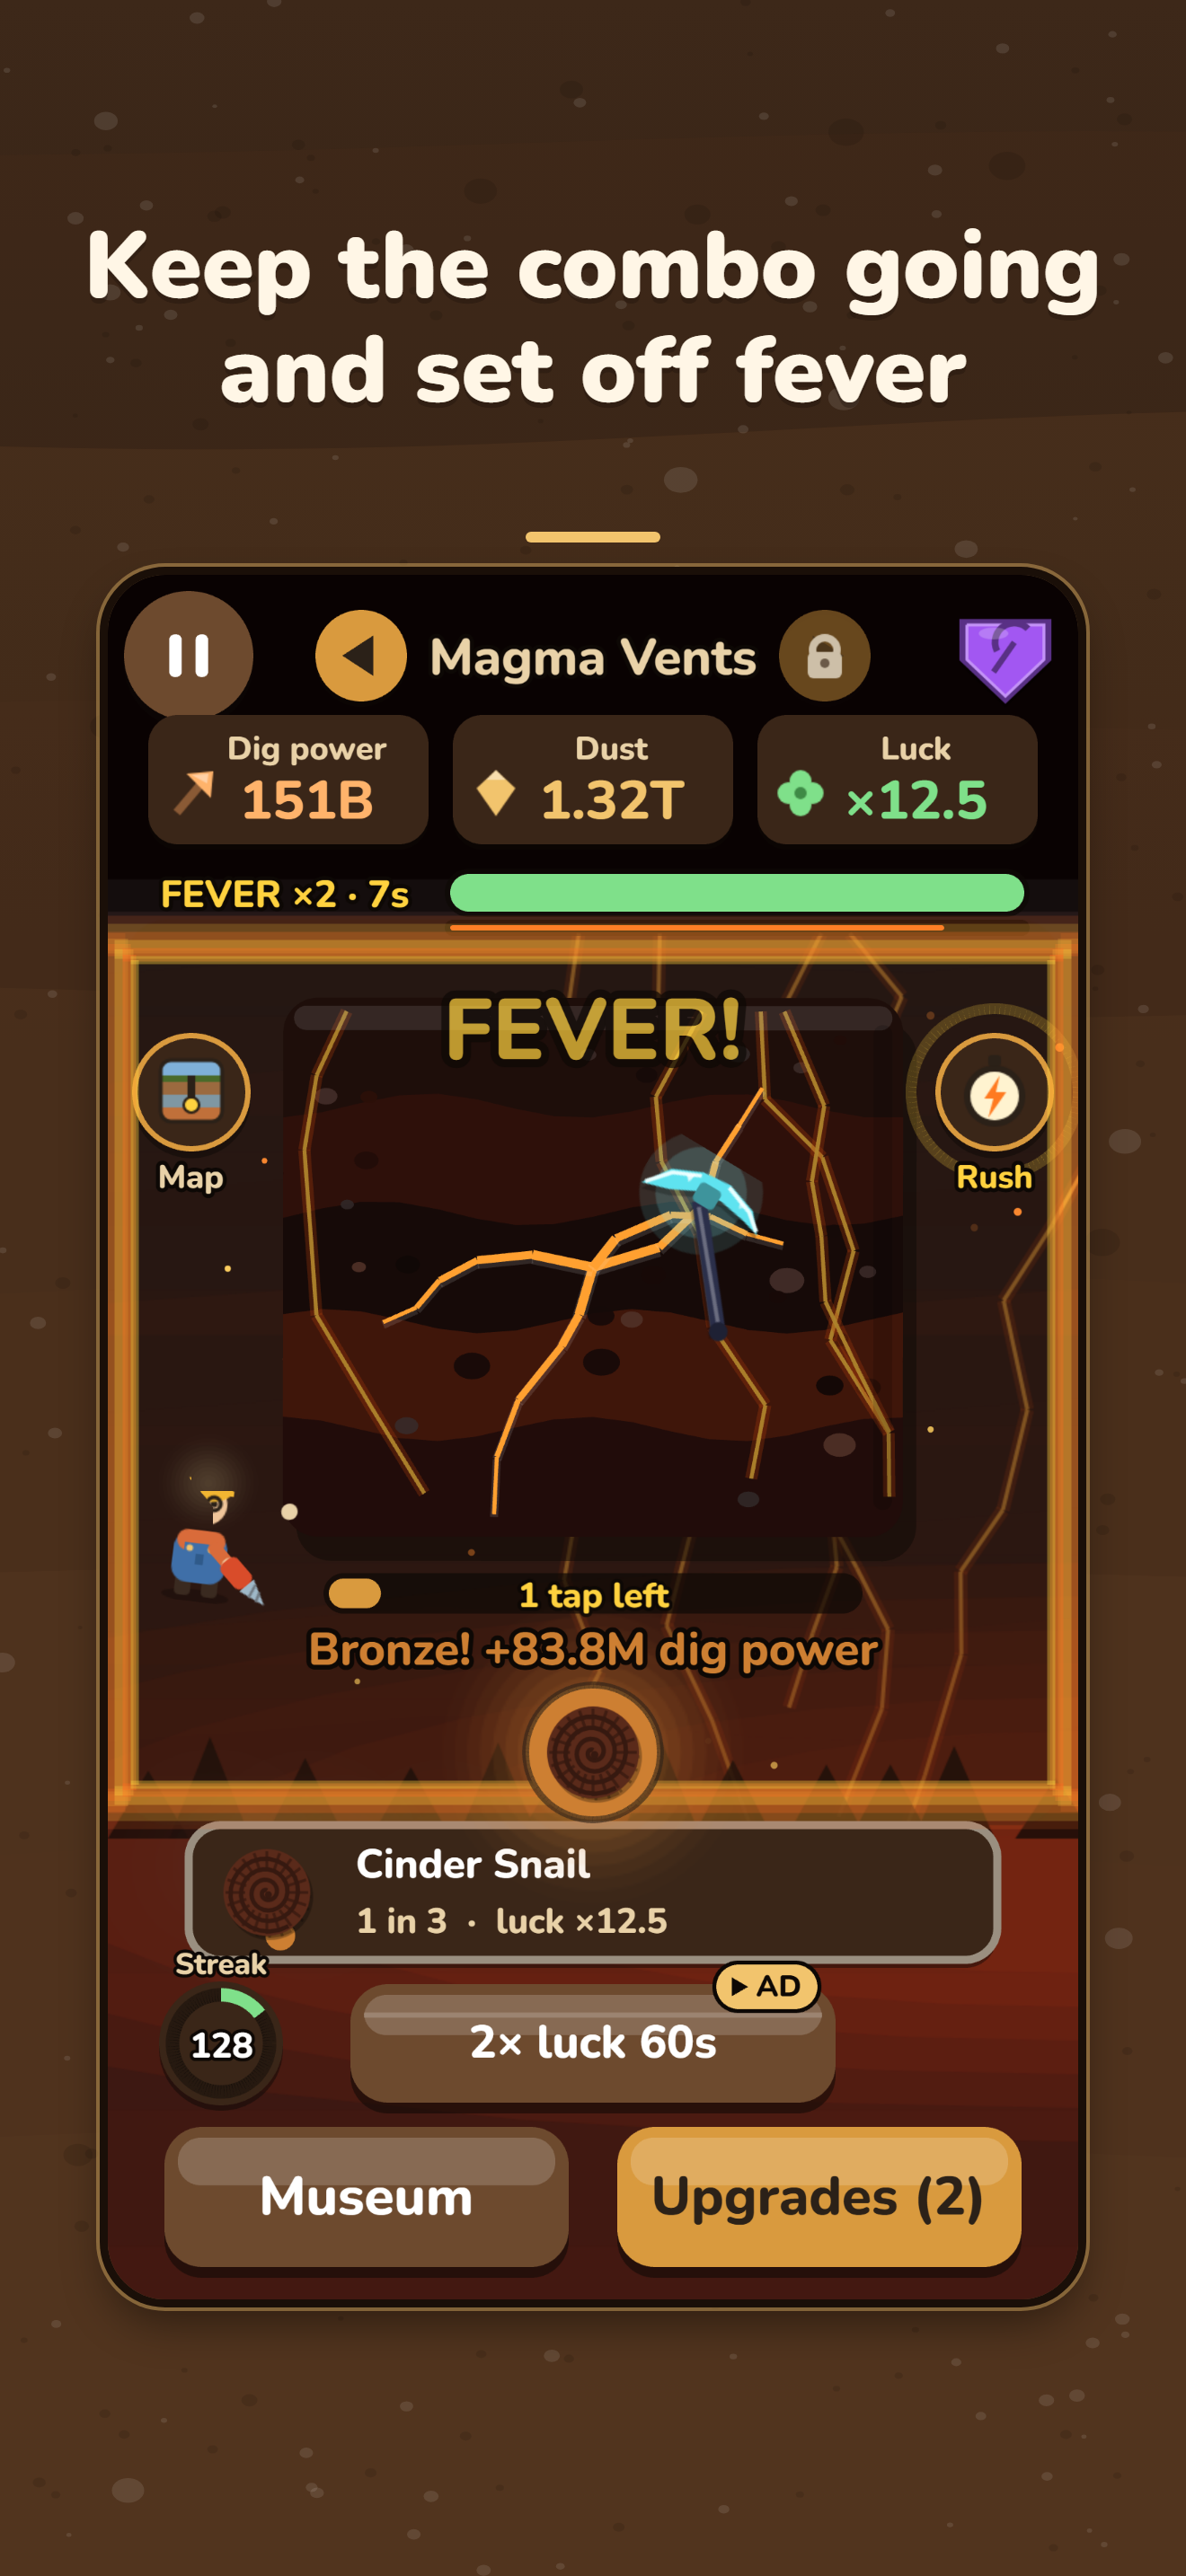 Keep the combo going
and set off fever
Magma Vents
Dig power
151B
Dust
1.32T
Luck
×12.5
FEVER ×2 · 7s
FEVER!
Map
Rush
1 tap left
Bronze! +83.8M dig power
Cinder Snail
1 in 3 · luck ×12.5
Streak
128
AD
2× luck 60s
Museum
Upgrades (2)